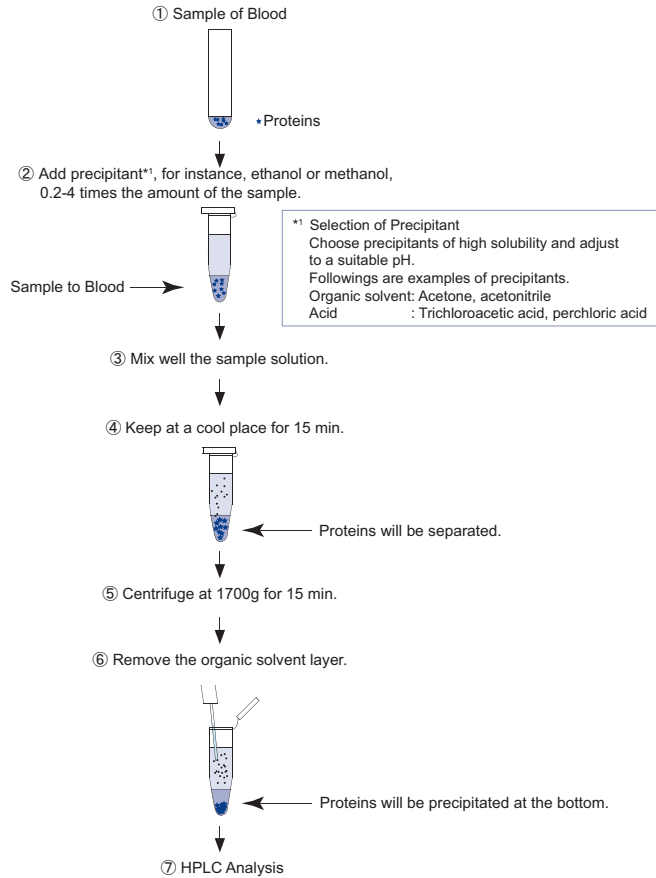 ① Sample of Blood
★Proteins
② Add precipitant*1, for instance, ethanol or methanol,
0.2-4 times the amount of the sample.
*1 Selection of Precipitant
Choose precipitants of high solubility and adjust
to a suitable pH.
Followings are examples of precipitants.
Organic solvent: Acetone, acetonitrile
Acid : Trichloroacetic acid, perchloric acid
Sample to Blood
③ Mix well the sample solution.
④ Keep at a cool place for 15 min.
Proteins will be separated.
⑤ Centrifuge at 1700g for 15 min.
⑥ Remove the organic solvent layer.
Proteins will be precipitated at the bottom.
⑦ HPLC Analysis